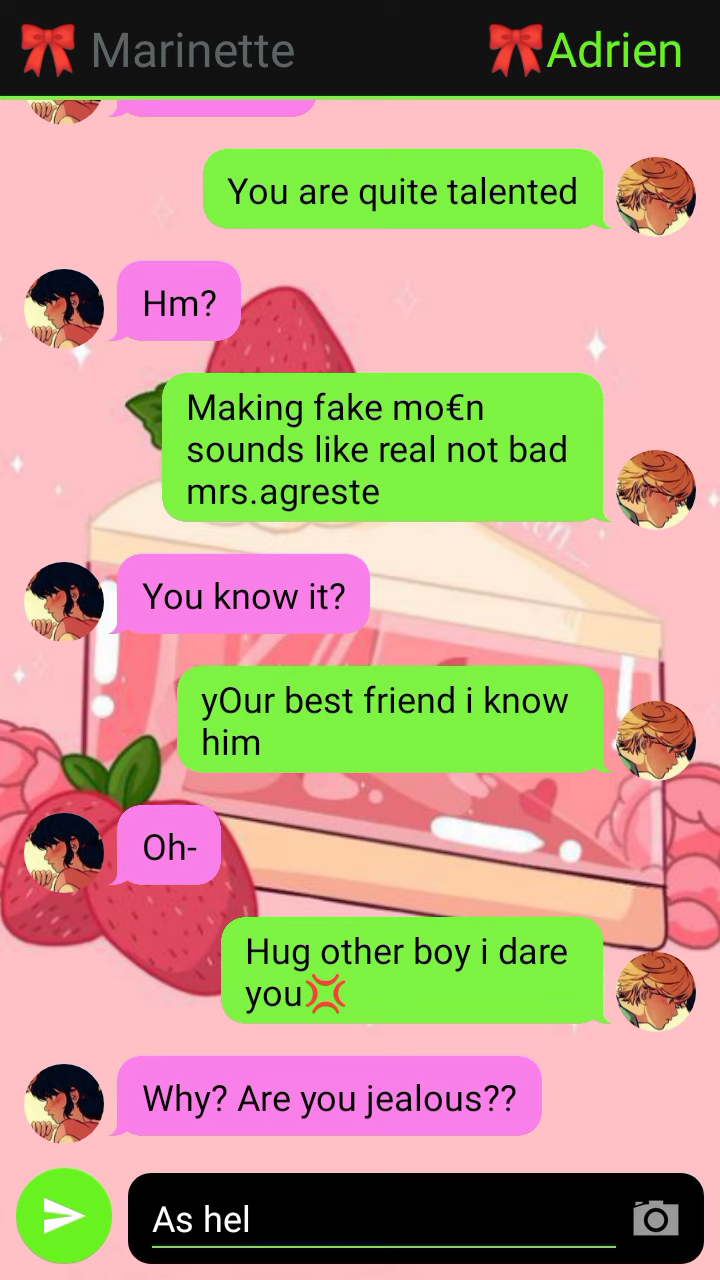 🎀 Marinette
🎀Adrien
You are quite talented
Hm?
Making fake mo€n
sounds like real not bad
mrs.agreste
You know it?
yOur best friend i know
him
Oh-
Hug other boy i dare
you💢
Why? Are you jealous??
As hel